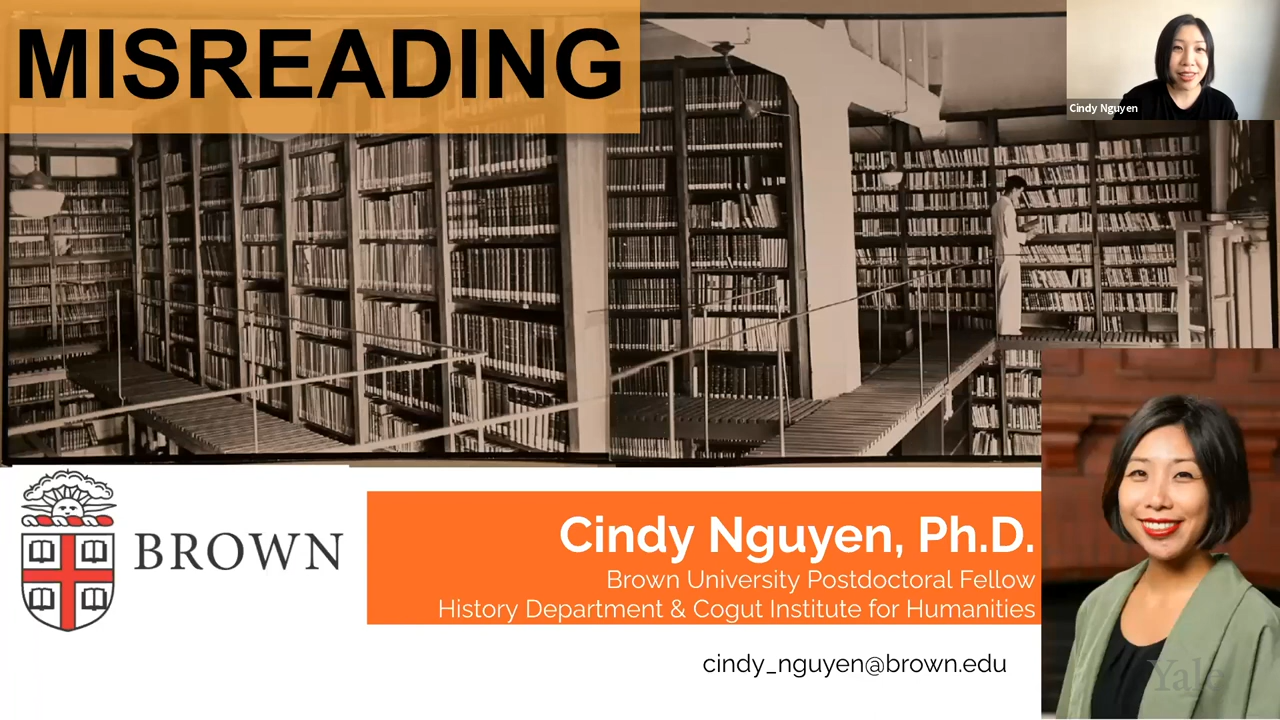 MISREADING
Cindy Nguyen
BROWN
Cindy Nguyen, Ph.D.
Brown University Postdoctoral Fellow
History Department & Cogut Institute for Humanities
cindy_nguyen@brown.edu
Yale